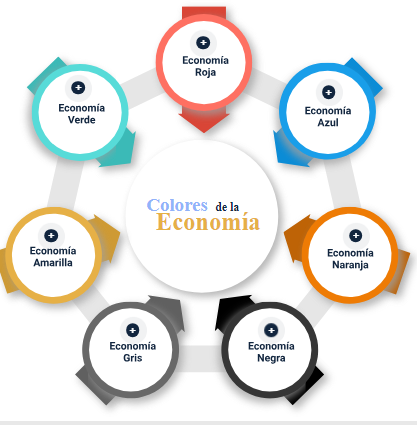 Economía
Roja
Economía
Azul
Economía
Verde
Colores de la
Economía
Economía
Amarilla
Economía
Naranja
Economía
Gris
Economía
Negra